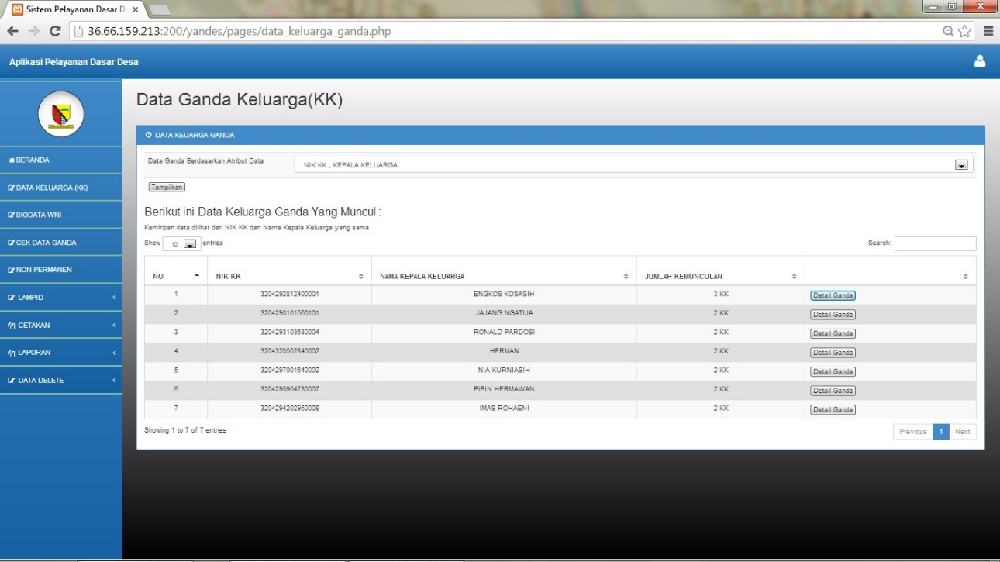 Sistem Pelayanan Dasar D
36.66.159.213:200/yandes/pages/data_keluarga_ganda.php
Aplikasi Pelayanan Dasar Desa
Data Ganda Keluarga(KK)
DATA KEUARGA GANDA
BERANDA
DATA KELUARGA (KK)
BIODATA WNI
CEK DATA GANDA
NON PERMANEN
LAMPID
CETAKAN
LAPORAN
DATA DELETE
Data Ganda Berdasarkan Atribut Data NIK KK , KEPALA KELUARGA
Tampilkan
Berikut ini Data Keluarga Ganda Yang Muncul :
Kemiripan data dilihat dari NIK KK dan Nama Kepala Keluarga yang sama
Show 10 entries Search:
NO NIK KK NAMA KEPALA KELUARGA JUMLAH KEMUNCULAN
1 3204292812400001 ENGKOS KOSASIH 3 KK Detail Ganda
2 3204290101560101 JAJANG NGATIJA 2 KK Detail Ganda
3 3204293103630004 RONALD PARDOSI 2 KK Detail Ganda
4 3204320502840002 HERMAN 2 KK Detail Ganda
5 3204297001640002 NIA KURNIASIH 2 KK Detail Ganda
6 3204290904730007 PIPIN HERMAWAN 2 KK Detail Ganda
7 3204294202950008 IMAS ROHAENI 2 KK Detail Ganda
Showing 1 to 7 of 7 entries Previous 1 Next